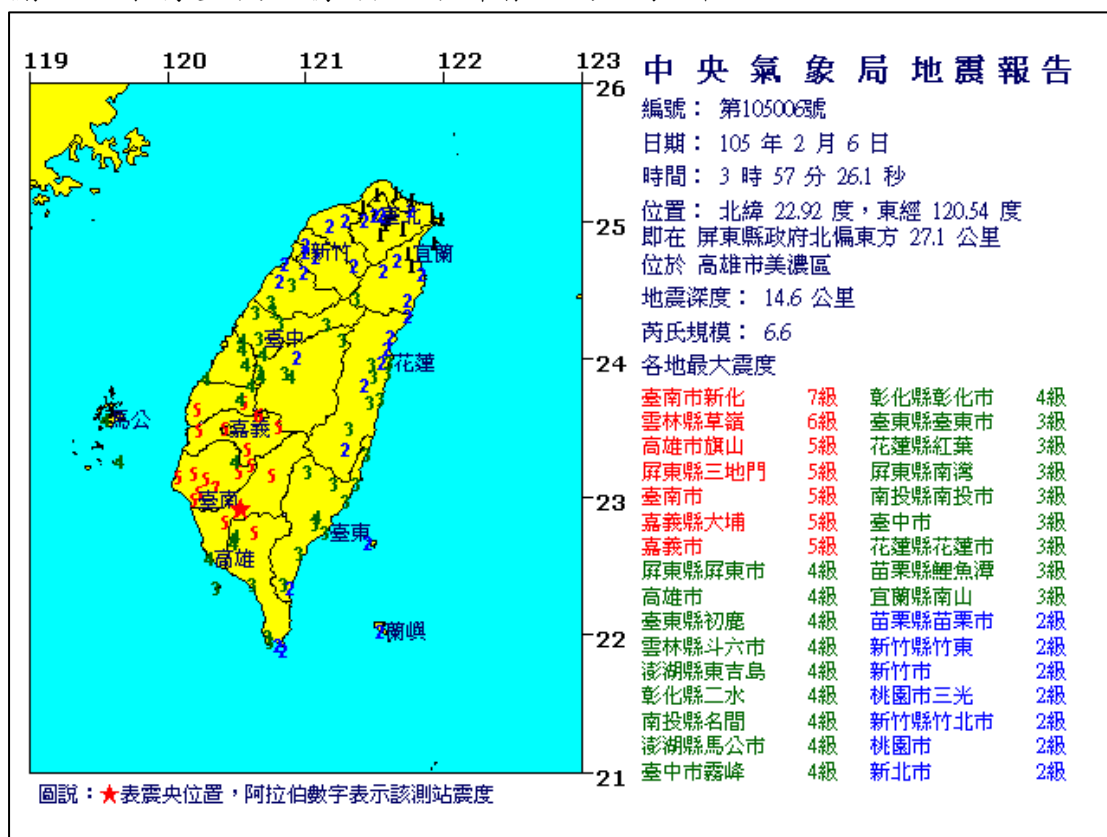 119 120 121 122 123
26
25
24
23
22
21
臺北
新竹
宜蘭
臺中
花蓮
馬公
嘉義
臺南
臺東
高雄
蘭嶼
圖說：★表震央位置，阿拉伯數字表示該測站震度
中央氣象局地震報告
編號： 第105006號
日期： 105 年 2 月 6 日
時間： 3 時 57 分 26.1 秒
位置： 北緯 22.92 度，東經 120.54 度
即在 屏東縣政府北偏東方 27.1 公里
位於 高雄市美濃區
地震深度： 14.6 公里
芮氏規模： 6.6
各地最大震度
臺南市新化 7級 彰化縣彰化市 4級
雲林縣草嶺 6級 臺東縣臺東市 3級
高雄市旗山 5級 花蓮縣紅葉 3級
屏東縣三地門 5級 屏東縣南灣 3級
臺南市 5級 南投縣南投市 3級
嘉義縣大埔 5級 臺中市 3級
嘉義市 5級 花蓮縣花蓮市 3級
屏東縣屏東市 4級 苗栗縣鯉魚潭 3級
高雄市 4級 宜蘭縣南山 3級
臺東縣初鹿 4級 苗栗縣苗栗市 2級
雲林縣斗六市 4級 新竹縣竹東 2級
澎湖縣東吉島 4級 新竹市 2級
彰化縣二水 4級 桃園市三光 2級
南投縣名間 4級 新竹縣竹北市 2級
澎湖縣馬公市 4級 桃園市 2級
臺中市霧峰 4級 新北市 2級